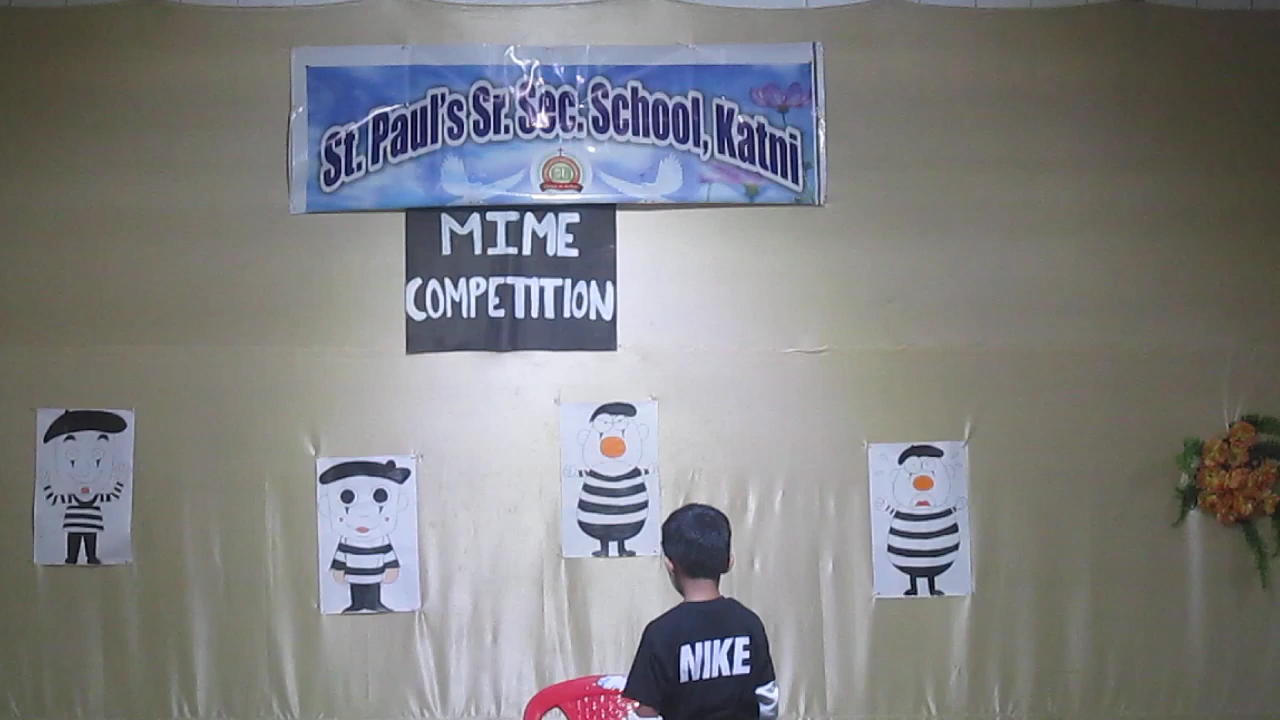 St. Paul's Sr. Sec. School, Katni
MIME
COMPETITION
NIKE